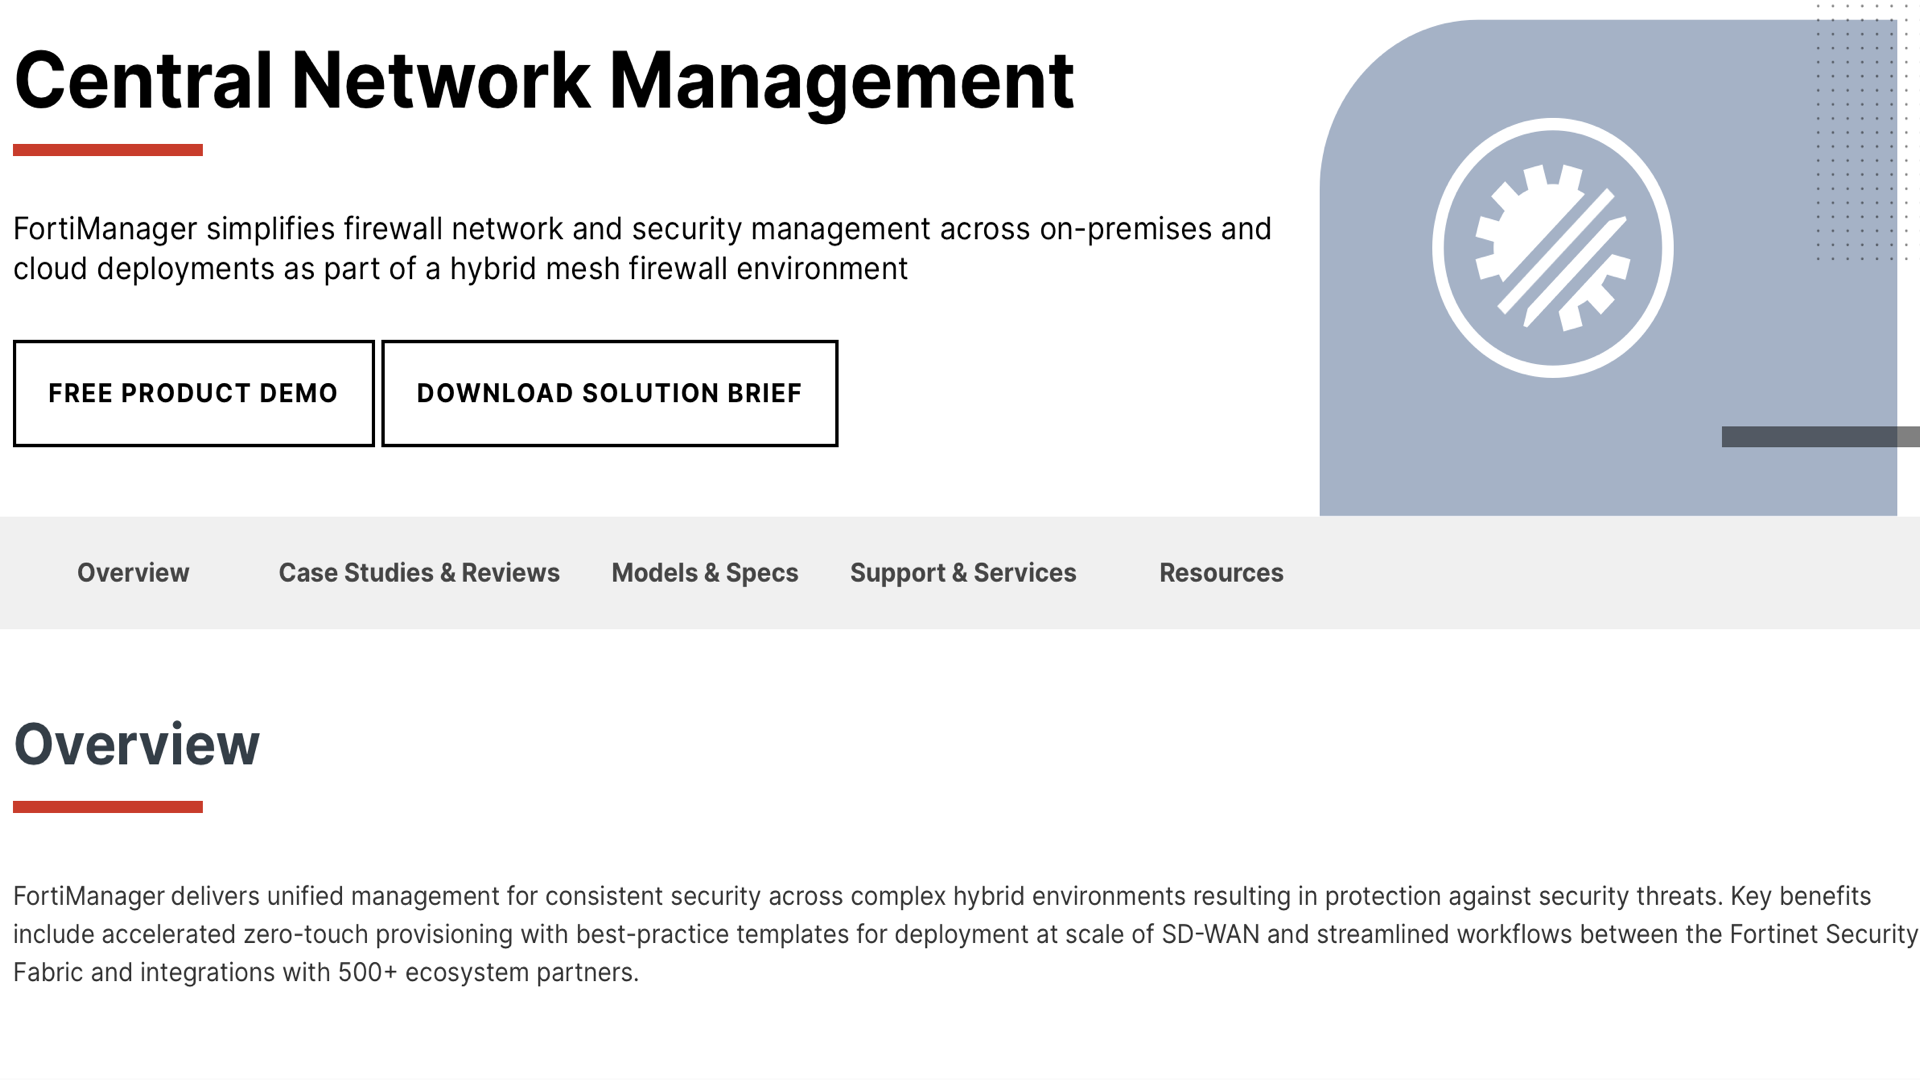 Central Network Management
FortiManager simplifies firewall network and security management across on-premises and
cloud deployments as part of a hybrid mesh firewall environment
FREE PRODUCT DEMO
DOWNLOAD SOLUTION BRIEF
Overview
Case Studies & Reviews
Models & Specs
Support & Services
Resources
Overview
FortiManager delivers unified management for consistent security across complex hybrid environments resulting in protection against security threats. Key benefits
include accelerated zero-touch provisioning with best-practice templates for deployment at scale of SD-WAN and streamlined workflows between the Fortinet Security
Fabric and integrations with 500+ ecosystem partners.